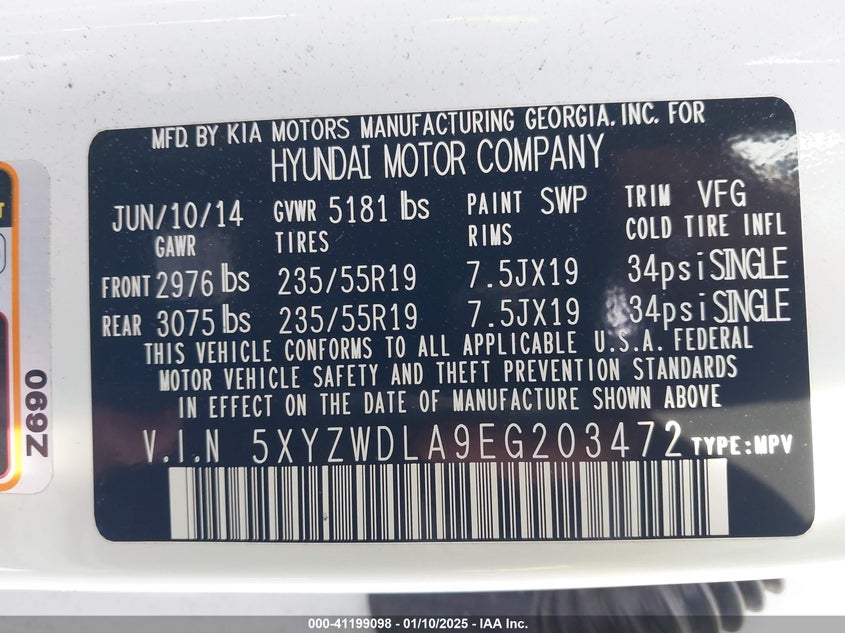 MFD. BY KIA MOTORS MANUFACTURING GEORGIA, INC. FOR
HYUNDAI MOTOR COMPANY
JUN/10/14 GVWR 5181 lbs PAINT SWP TRIM VFG
GAWR TIRES RIMS COLD TIRE INFL
FRONT 2976 lbs 235/55R19 7.5JX19 34psi SINGLE
REAR 3075 lbs 235/55R19 7.5JX19 34psi SINGLE
THIS VEHICLE CONFORMS TO ALL APPLICABLE U.S.A. FEDERAL
MOTOR VEHICLE SAFETY AND THEFT PREVENTION STANDARDS
IN EFFECT ON THE DATE OF MANUFACTURE SHOWN ABOVE
V.I.N 5XYZWDLA9EG203472 TYPE:MPV
Z690
000-41199098 - 01/10/2025 - IAA Inc.